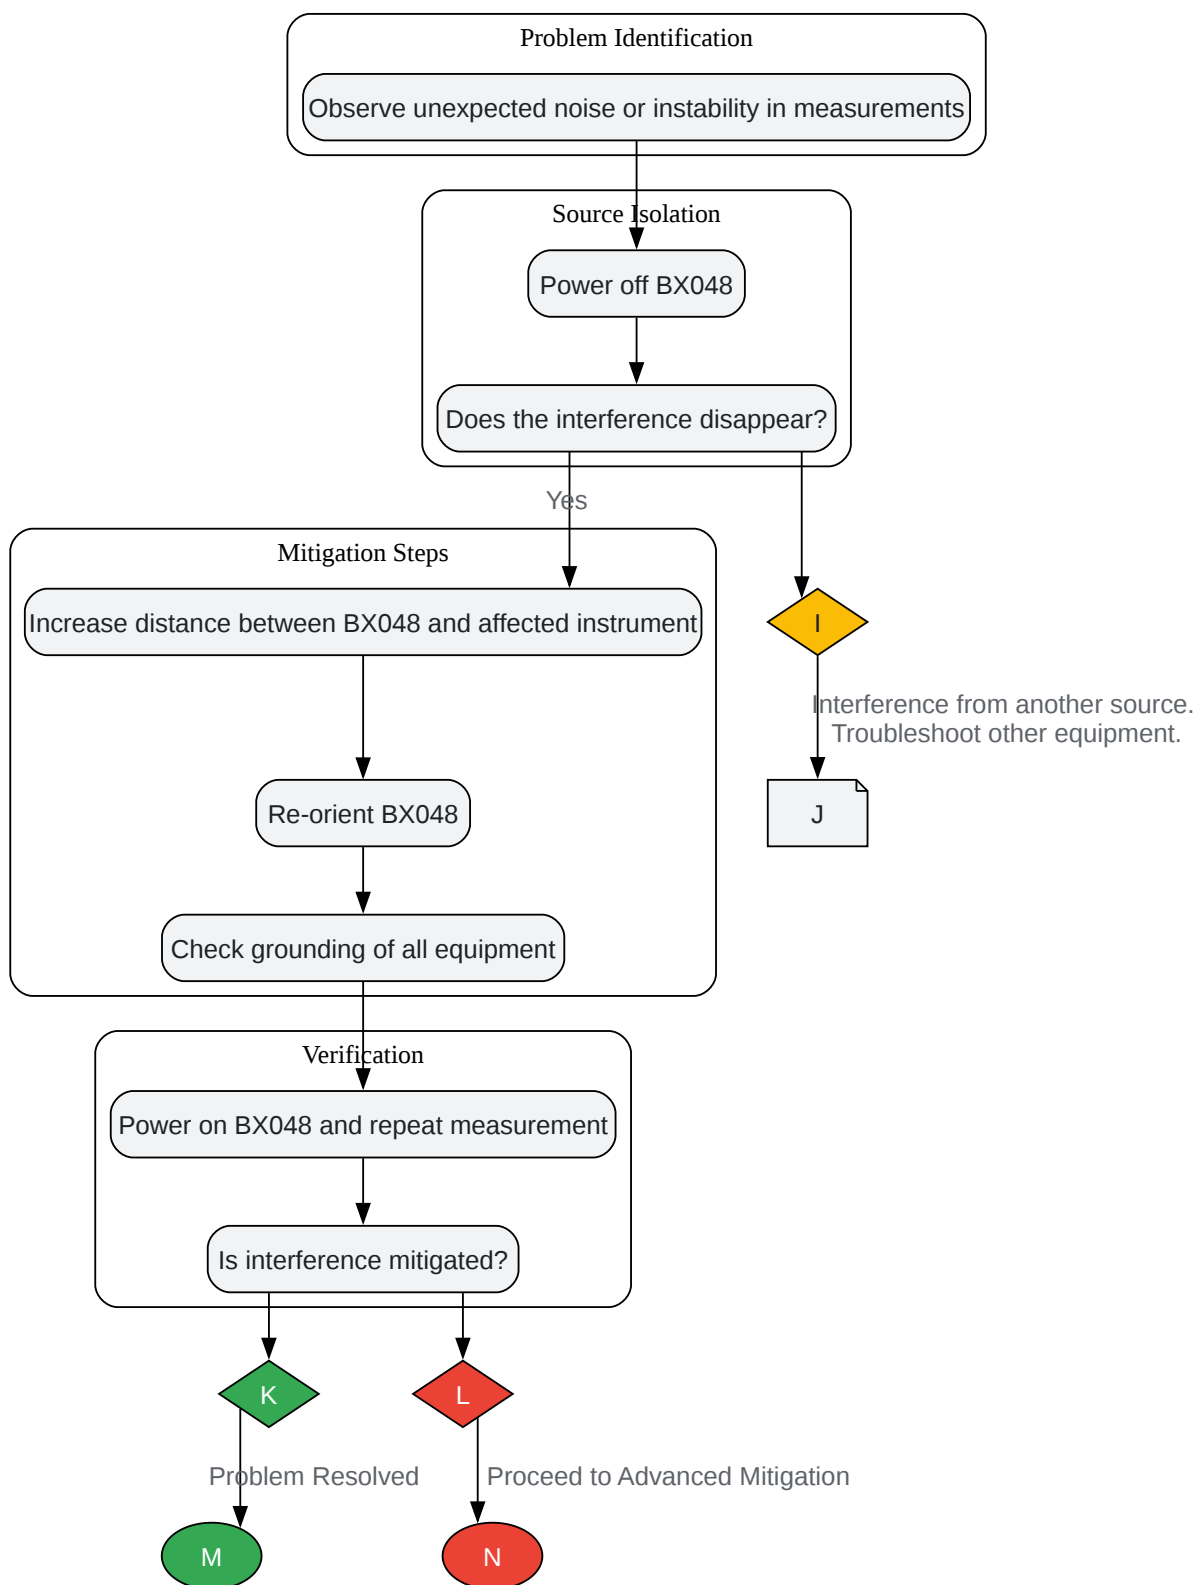 Problem Identification
Observe unexpected noise or instability in measurements
Source Isolation
Power off BX048
Does the interference disappear?
Yes
Mitigation Steps
Increase distance between BX048 and affected instrument
I
Interference from another source.
Troubleshoot other equipment.
Re-orient BX048
J
Check grounding of all equipment
Verification
Power on BX048 and repeat measurement
Is interference mitigated?
K
L
Problem Resolved
Proceed to Advanced Mitigation
M
N